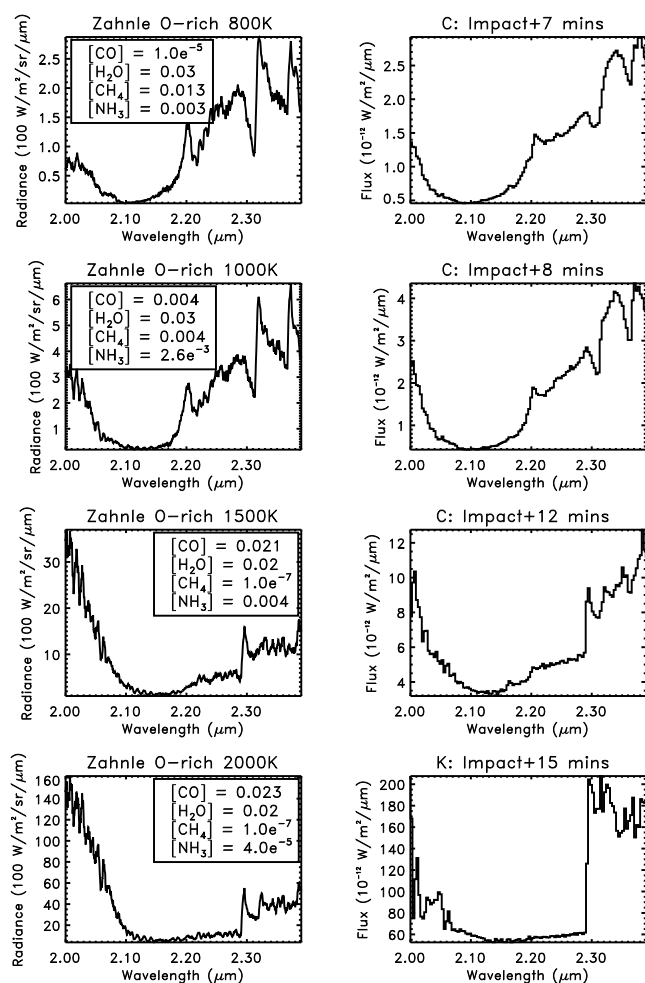 Zahnle O-rich 800K
C: Impact+7 mins
[CO] = 1.0e⁻⁵
[H₂O] = 0.03
[CH₄] = 0.013
[NH₃] = 0.003
Radiance (100 W/m²/sr/μm)
2.5
2.0
1.5
1.0
0.5
2.00 2.10 2.20 2.30
Wavelength (μm)
Flux (10⁻¹² W/m²/μm)
2.5
2.0
1.5
1.0
0.5
2.00 2.10 2.20 2.30
Wavelength (μm)
Zahnle O-rich 1000K
C: Impact+8 mins
[CO] = 0.004
[H₂O] = 0.03
[CH₄] = 0.004
[NH₃] = 2.6e⁻³
Radiance (100 W/m²/sr/μm)
6
5
4
3
2
1
2.00 2.10 2.20 2.30
Wavelength (μm)
Flux (10⁻¹² W/m²/μm)
4
3
2
1
2.00 2.10 2.20 2.30
Wavelength (μm)
Zahnle O-rich 1500K
C: Impact+12 mins
[CO] = 0.021
[H₂O] = 0.02
[CH₄] = 1.0e⁻⁷
[NH₃] = 0.004
Radiance (100 W/m²/sr/μm)
30
20
10
2.00 2.10 2.20 2.30
Wavelength (μm)
Flux (10⁻¹² W/m²/μm)
12
10
8
6
4
2.00 2.10 2.20 2.30
Wavelength (μm)
Zahnle O-rich 2000K
K: Impact+15 mins
[CO] = 0.023
[H₂O] = 0.02
[CH₄] = 1.0e⁻⁷
[NH₃] = 4.0e⁻⁵
Radiance (100 W/m²/sr/μm)
160
140
120
100
80
60
40
20
2.00 2.10 2.20 2.30
Wavelength (μm)
Flux (10⁻¹² W/m²/μm)
200
180
160
140
120
100
80
60
2.00 2.10 2.20 2.30
Wavelength (μm)